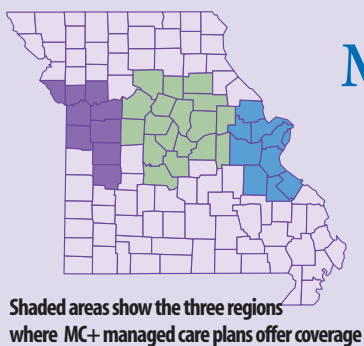 M
Shaded areas show the three regions
where MC+ managed care plans offer coverage